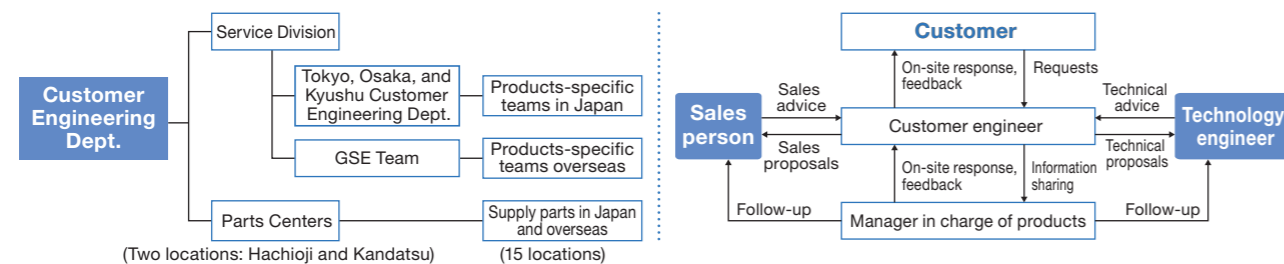 Customer
Engineering
Dept.
Service Division
Tokyo, Osaka, and
Kyushu Customer
Engineering Dept.
Products-specific
teams in Japan
GSE Team
Products-specific
teams overseas
Parts Centers
Supply parts in Japan
and overseas
(Two locations: Hachioji and Kandatsu)
(15 locations)
Customer
On-site response,
feedback
Requests
Sales
person
Sales
advice
Sales
proposals
Customer engineer
Technical
advice
Technical
proposals
Technology
engineer
On-site response,
feedback
Information
sharing
Follow-up
Manager in charge of products
Follow-up